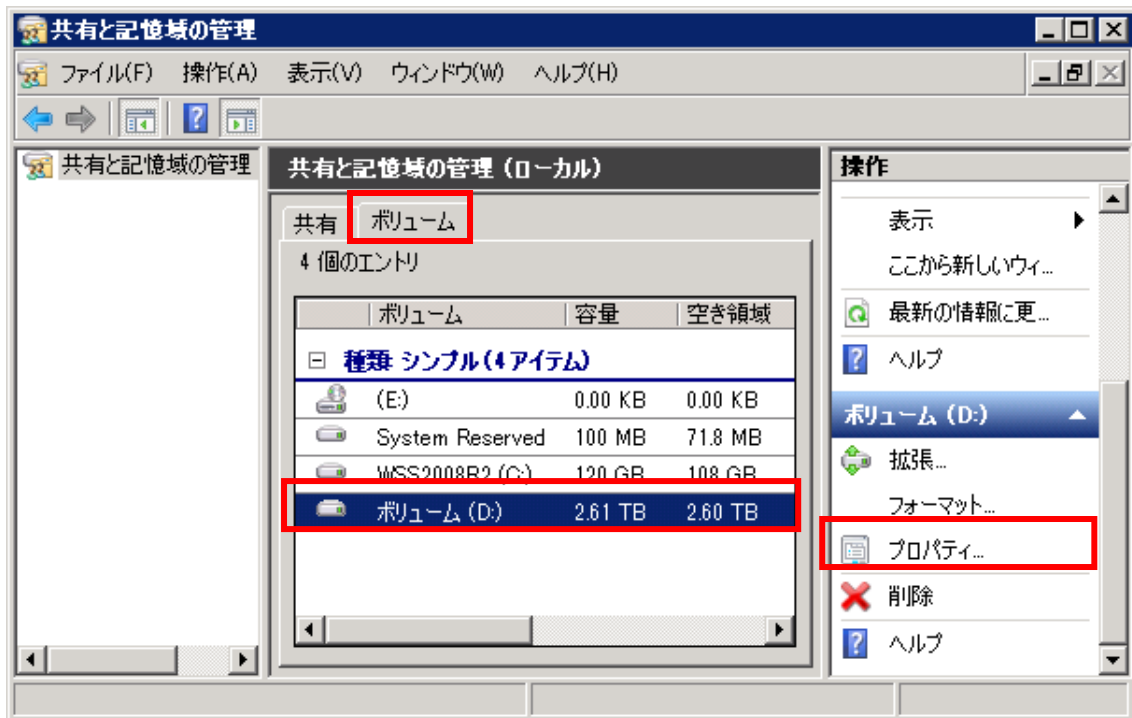 共有と記憶域の管理
ファイル(F) 操作(A) 表示(V) ウィンドウ(W) ヘルプ(H)
共有と記憶域の管理
共有と記憶域の管理 (ローカル)
共有 ボリューム
4 個のエントリ
ボリューム 容量 空き領域
種類: シンプル (4 アイテム)
(E:) 0.00 KB 0.00 KB
System Reserved 100 MB 71.8 MB
WSS2008R2 (C:) 120 GB 108 GB
ボリューム (D:) 2.61 TB 2.60 TB
操作
表示
ここから新しいウィ...
最新の情報に更...
ヘルプ
ボリューム (D:)
拡張...
フォーマット...
プロパティ...
削除
ヘルプ